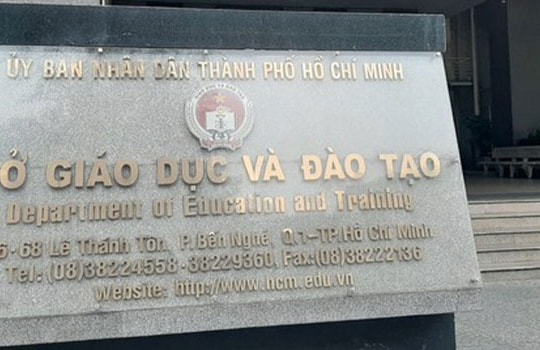 ỦY BAN NHÂN DÂN THÀNH PHỐ HỒ CHÍ MINH
Ở GIÁO DỤC VÀ ĐÀO TẠO
Department of Education and Training
6-68 Lê Thánh Tôn, P.Bến Nghé, Q.1-TP.Hồ Chí Minh
Tel:(08)38224558-38229360, Fax:(08)38222136
Website: http://www.hcm.edu.vn